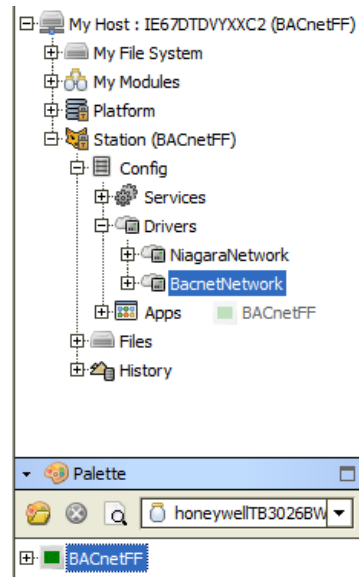 My Host : IE67DTDVYXXC2 (BACnetFF)
My File System
My Modules
Platform
Station (BACnetFF)
Config
Services
Drivers
NiagaraNetwork
BacnetNetwork
Apps BACnetFF
Files
History
Palette
honeywellTB3026BW
BACnetFF